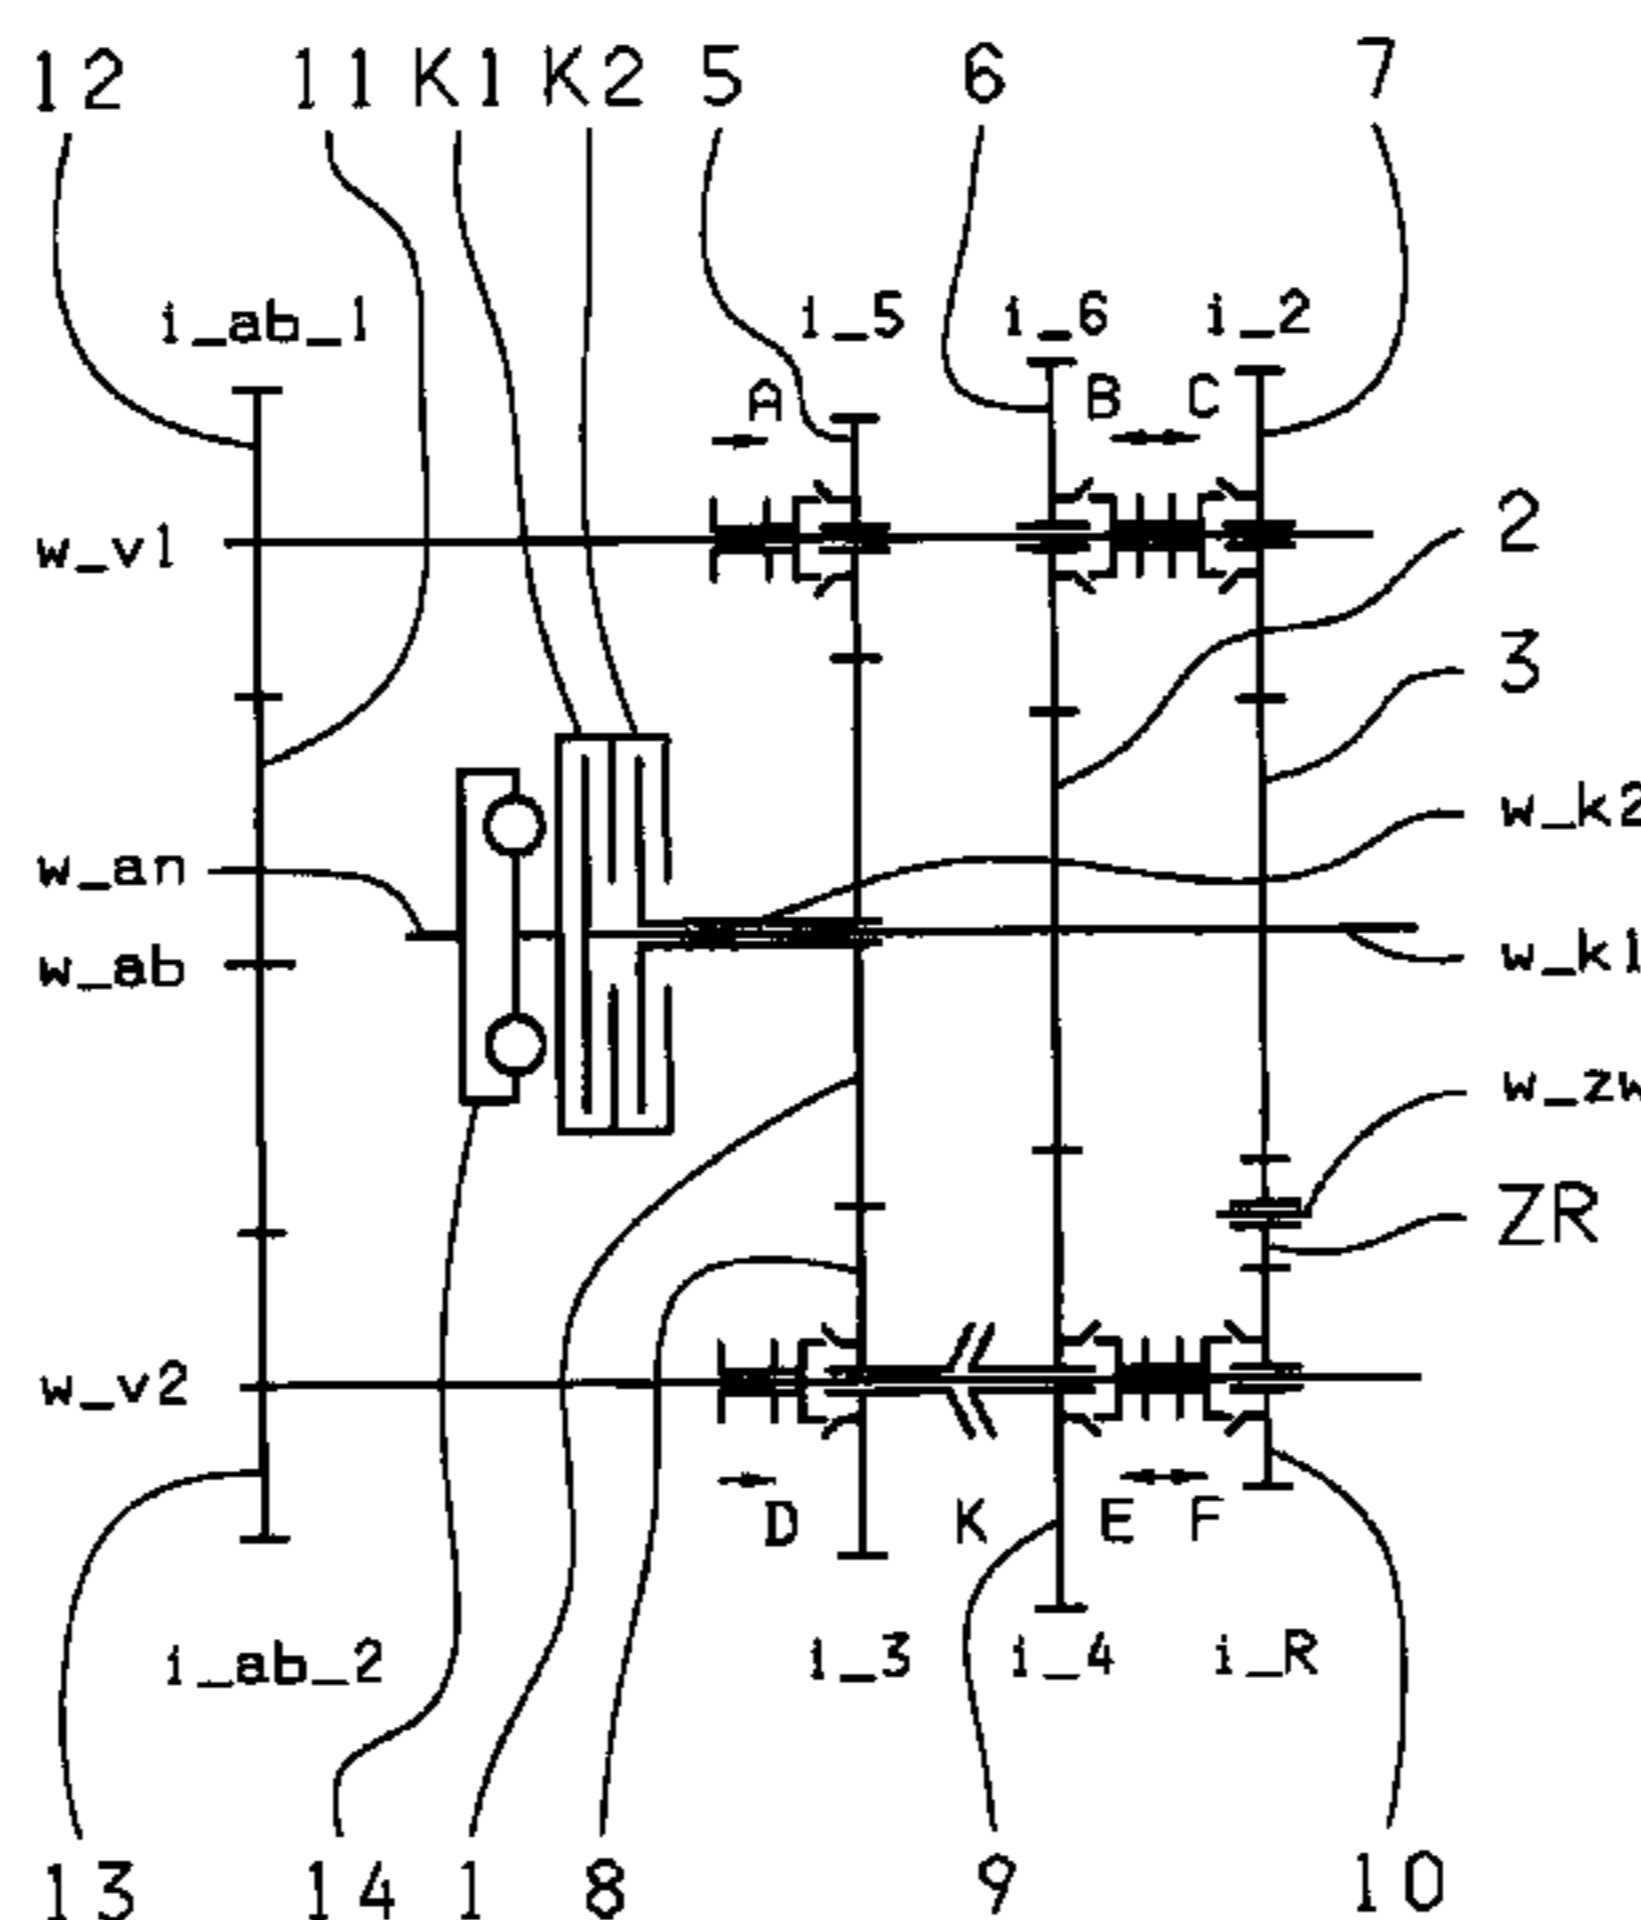 12 11 K1 K2 5 6 7
i_ab_1 i_5 i_6 i_2
A B C
2
w_v1
3
w_k2
w_an
w_k1
w_ab
w_zw
ZR
w_v2
D K E F
i_ab_2 i_3 i_4 i_R
13 14 1 8 9 10